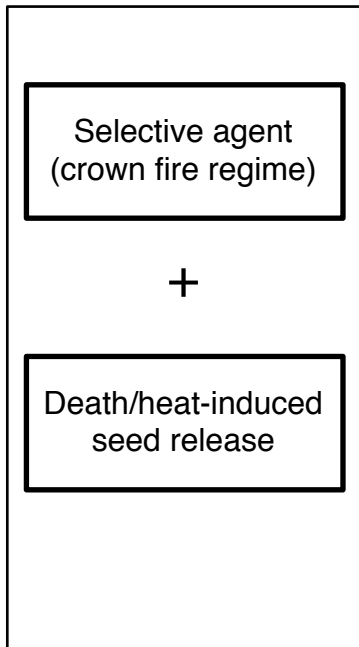 Selective agent
(crown fire regime)
+
Death/heat-induced
seed release